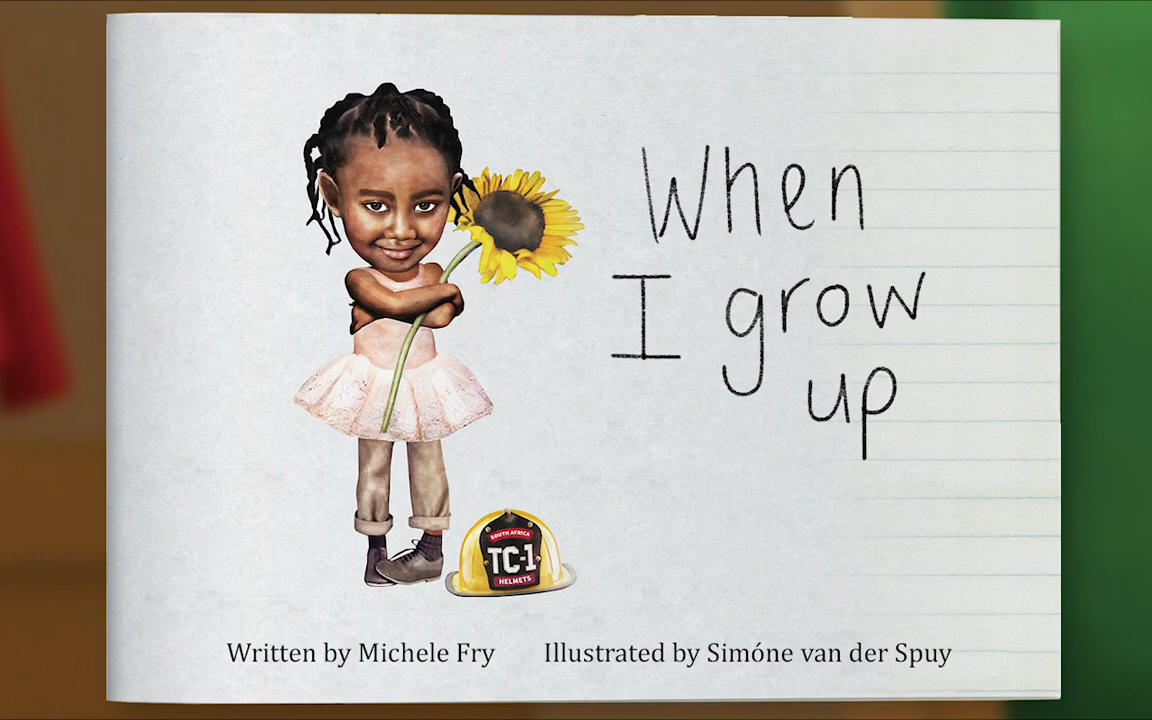 When
I grow
up
SOUTH AFRICA
TC-1
HELMETS
Written by Michele Fry
Illustrated by Simóne van der Spuy